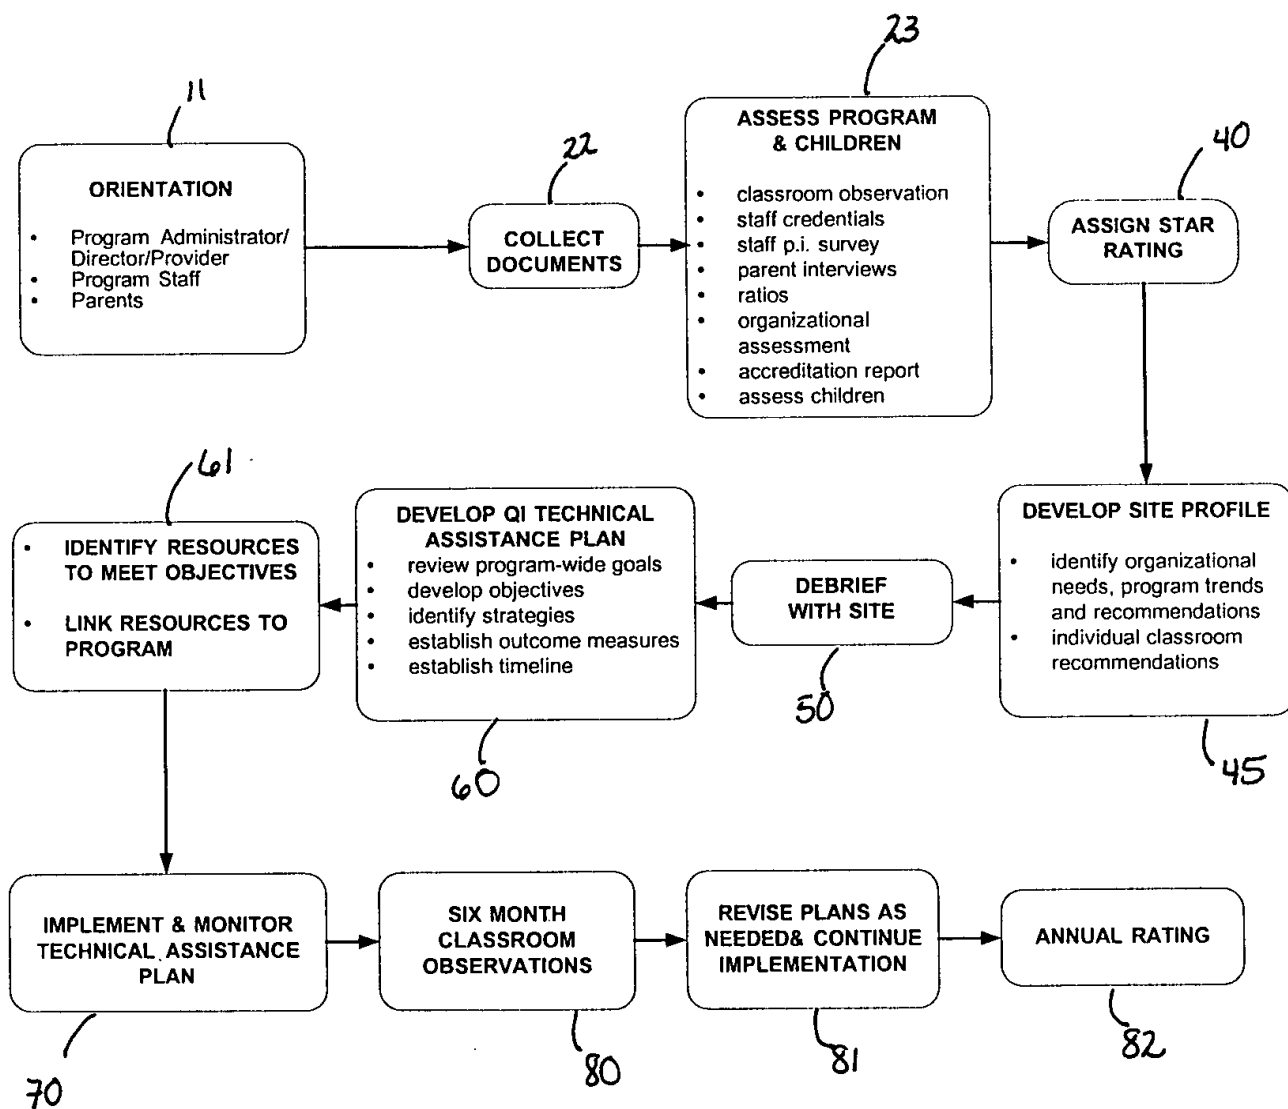 11
ORIENTATION
• Program Administrator/
Director/Provider
• Program Staff
• Parents
22
COLLECT
DOCUMENTS
23
ASSESS PROGRAM
& CHILDREN
• classroom observation
• staff credentials
• staff p.i. survey
• parent interviews
• ratios
• organizational
assessment
• accreditation report
• assess children
40
ASSIGN STAR
RATING
DEVELOP SITE PROFILE
• identify organizational
needs, program trends
and recommendations
• individual classroom
recommendations
45
DEBRIEF
WITH SITE
50
DEVELOP QI TECHNICAL
ASSISTANCE PLAN
• review program-wide goals
• develop objectives
• identify strategies
• establish outcome measures
• establish timeline
60
61
• IDENTIFY RESOURCES
TO MEET OBJECTIVES
• LINK RESOURCES TO
PROGRAM
IMPLEMENT & MONITOR
TECHNICAL ASSISTANCE
PLAN
70
SIX MONTH
CLASSROOM
OBSERVATIONS
80
REVISE PLANS AS
NEEDED& CONTINUE
IMPLEMENTATION
81
ANNUAL RATING
82